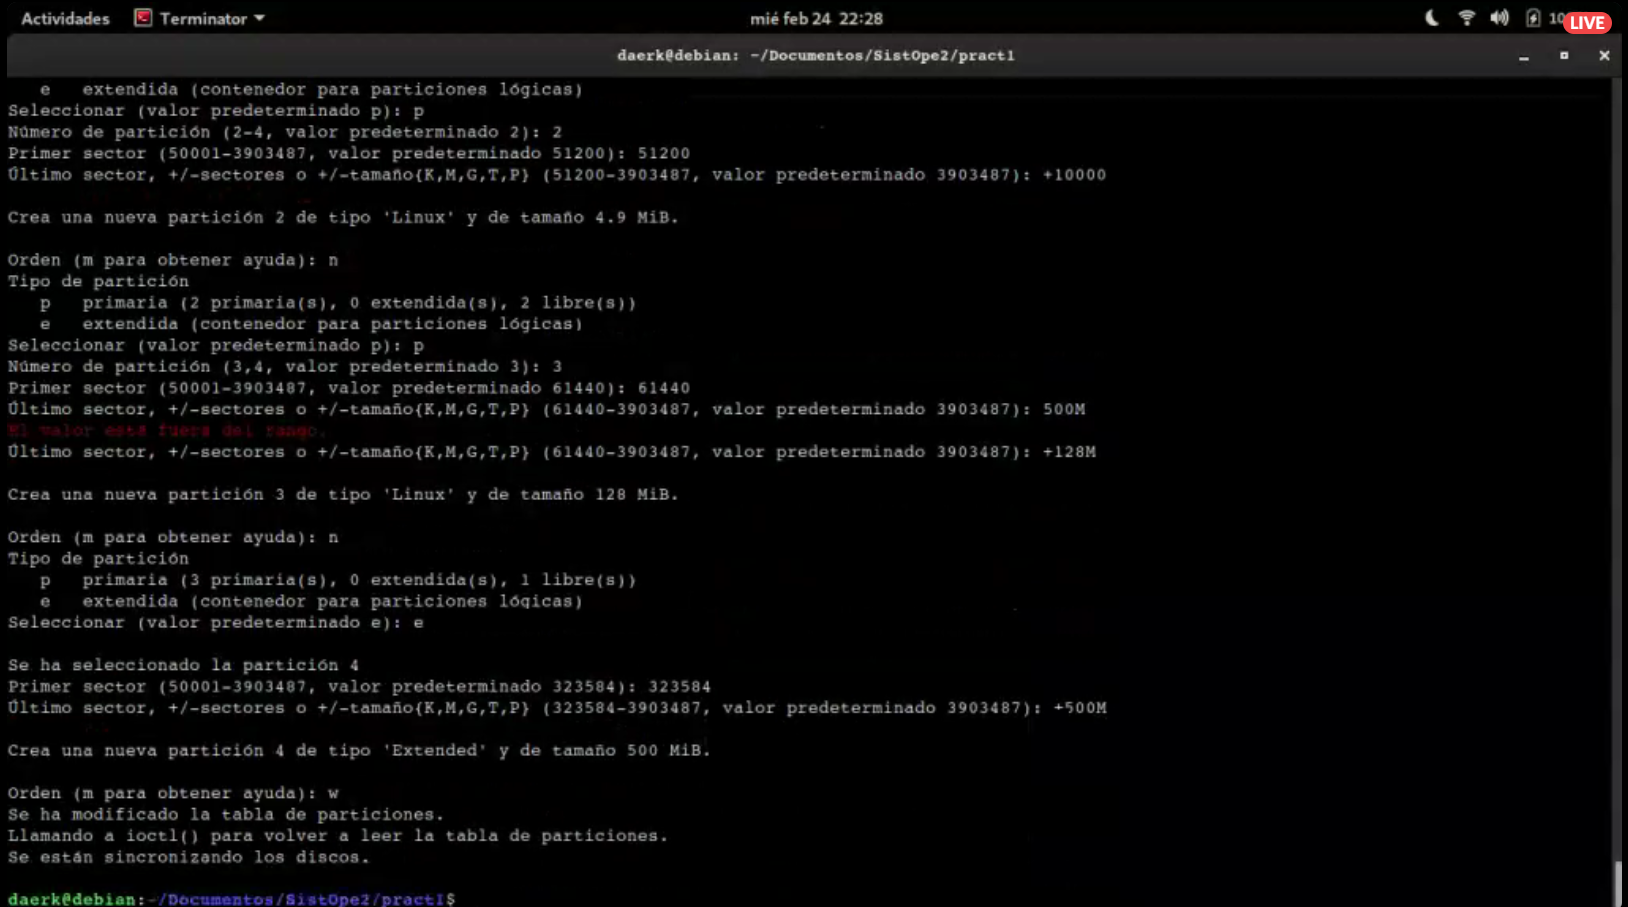 Actividades Terminator mié feb 24 22:28 10 LIVE
daerk@debian: ~/Documentos/SistOpe2/pract1
e extendida (contenedor para particiones lógicas)
Seleccionar (valor predeterminado p): p
Número de partición (2-4, valor predeterminado 2): 2
Primer sector (50001-3903487, valor predeterminado 51200): 51200
Último sector, +/-sectores o +/-tamaño{K,M,G,T,P} (51200-3903487, valor predeterminado 3903487): +10000
Crea una nueva partición 2 de tipo 'Linux' y de tamaño 4.9 MiB.
Orden (m para obtener ayuda): n
Tipo de partición
p primaria (2 primaria(s), 0 extendida(s), 2 libre(s))
e extendida (contenedor para particiones lógicas)
Seleccionar (valor predeterminado p): p
Número de partición (3,4, valor predeterminado 3): 3
Primer sector (50001-3903487, valor predeterminado 61440): 61440
Último sector, +/-sectores o +/-tamaño{K,M,G,T,P} (61440-3903487, valor predeterminado 3903487): 500M
El valor está fuera del rango.
Último sector, +/-sectores o +/-tamaño{K,M,G,T,P} (61440-3903487, valor predeterminado 3903487): +128M
Crea una nueva partición 3 de tipo 'Linux' y de tamaño 128 MiB.
Orden (m para obtener ayuda): n
Tipo de partición
p primaria (3 primaria(s), 0 extendida(s), 1 libre(s))
e extendida (contenedor para particiones lógicas)
Seleccionar (valor predeterminado e): e
Se ha seleccionado la partición 4
Primer sector (50001-3903487, valor predeterminado 323584): 323584
Último sector, +/-sectores o +/-tamaño{K,M,G,T,P} (323584-3903487, valor predeterminado 3903487): +500M
Crea una nueva partición 4 de tipo 'Extended' y de tamaño 500 MiB.
Orden (m para obtener ayuda): w
Se ha modificado la tabla de particiones.
Llamando a ioctl() para volver a leer la tabla de particiones.
Se están sincronizando los discos.
daerk@debian:~/Documentos/SistOpe2/pract1$